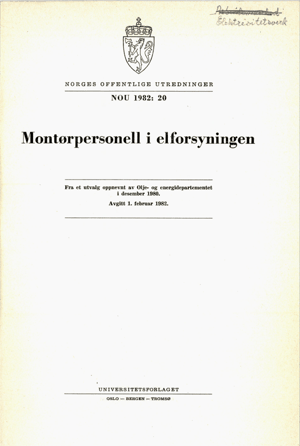 Elektrisitetsverk
NORGES OFFENTLIGE UTREDNINGER
NOU 1982: 20
Montørpersonell i elforsyningen
Fra et utvalg oppnevnt av Olje- og energidepartementet
i desember 1980.
Avgitt 1. februar 1982.
UNIVERSITETSFORLAGET
OSLO — BERGEN — TROMSØ